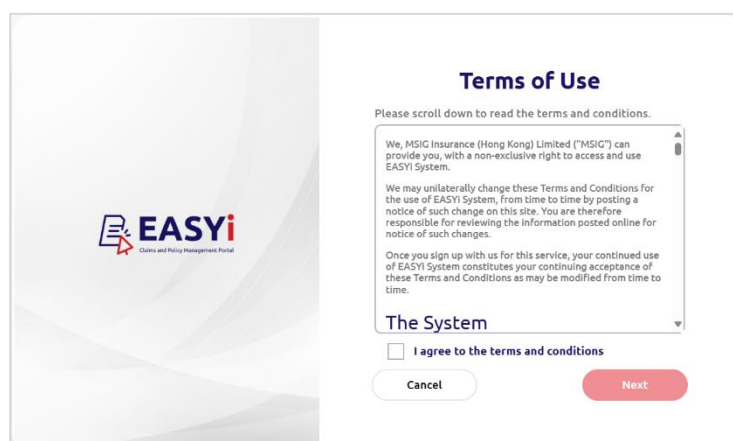 EASYi
Claims and Policy Management Portal
Terms of Use
Please scroll down to read the terms and conditions.
We, MSIG Insurance (Hong Kong) Limited ("MSIG") can
provide you, with a non-exclusive right to access and use
EASYi System.
We may unilaterally change these Terms and Conditions for
the use of EASYi System, from time to time by posting a
notice of such change on this site. You are therefore
responsible for reviewing the information posted online for
notice of such changes.
Once you sign up with us for this service, your continued use
of EASYi System constitutes your continuing acceptance of
these Terms and Conditions as may be modified from time to
time.
The System
I agree to the terms and conditions
Cancel
Next